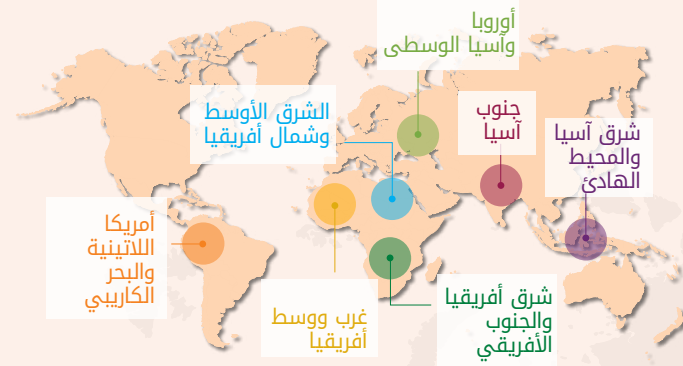 أوروبا
وآسيا الوسطى
الشرق الأوسط
وشمال أفريقيا
جنوب
آسيا
شرق آسيا
والمحيط
الهادئ
أمريكا
اللاتينية
والبحر
الكاريبي
غرب ووسط
أفريقيا
شرق أفريقيا
والجنوب
الأفريقي